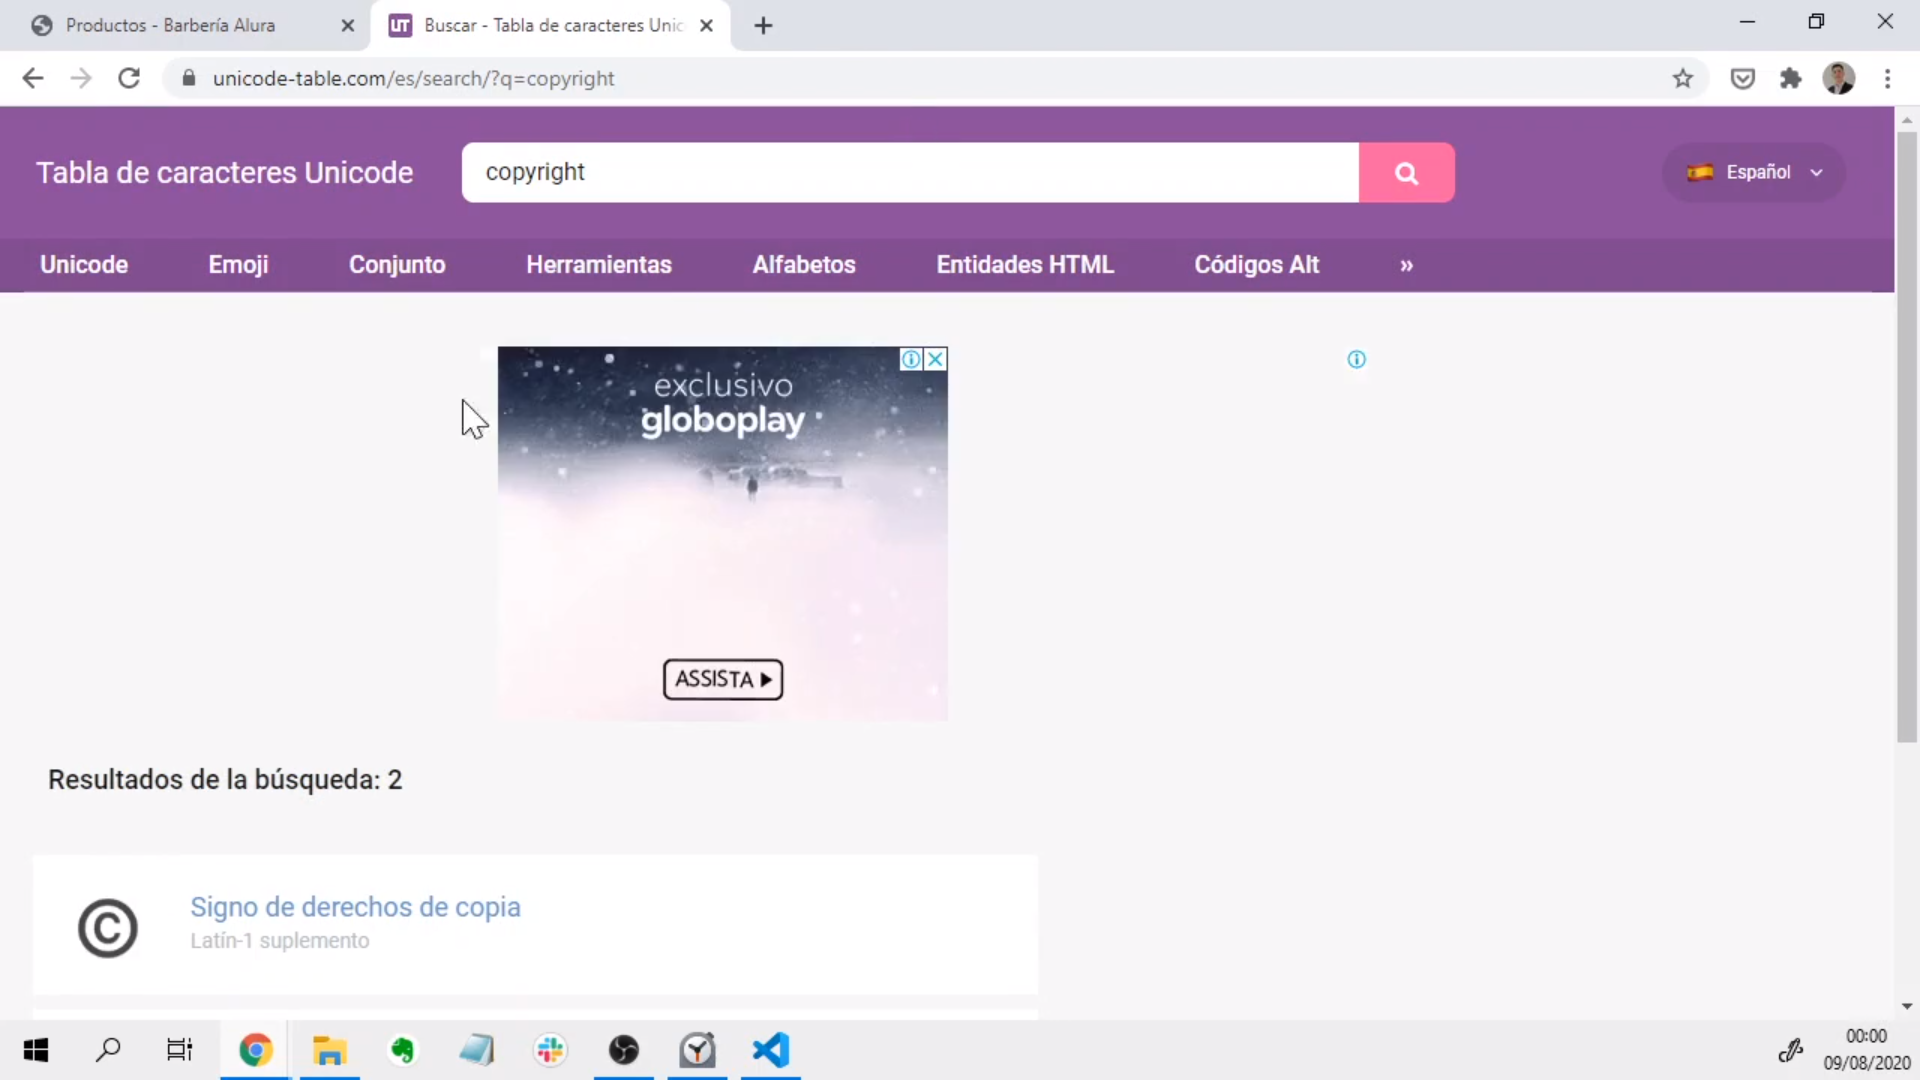 Productos - Barbería Alura
Buscar - Tabla de caracteres Unic
unicode-table.com/es/search/?q=copyright
Tabla de caracteres Unicode
copyright
Español
Unicode
Emoji
Conjunto
Herramientas
Alfabetos
Entidades HTML
Códigos Alt
»
exclusivo
globoplay
ASSISTA
Resultados de la búsqueda: 2
©
Signo de derechos de copia
Latín-1 suplemento
00:00
09/08/2020